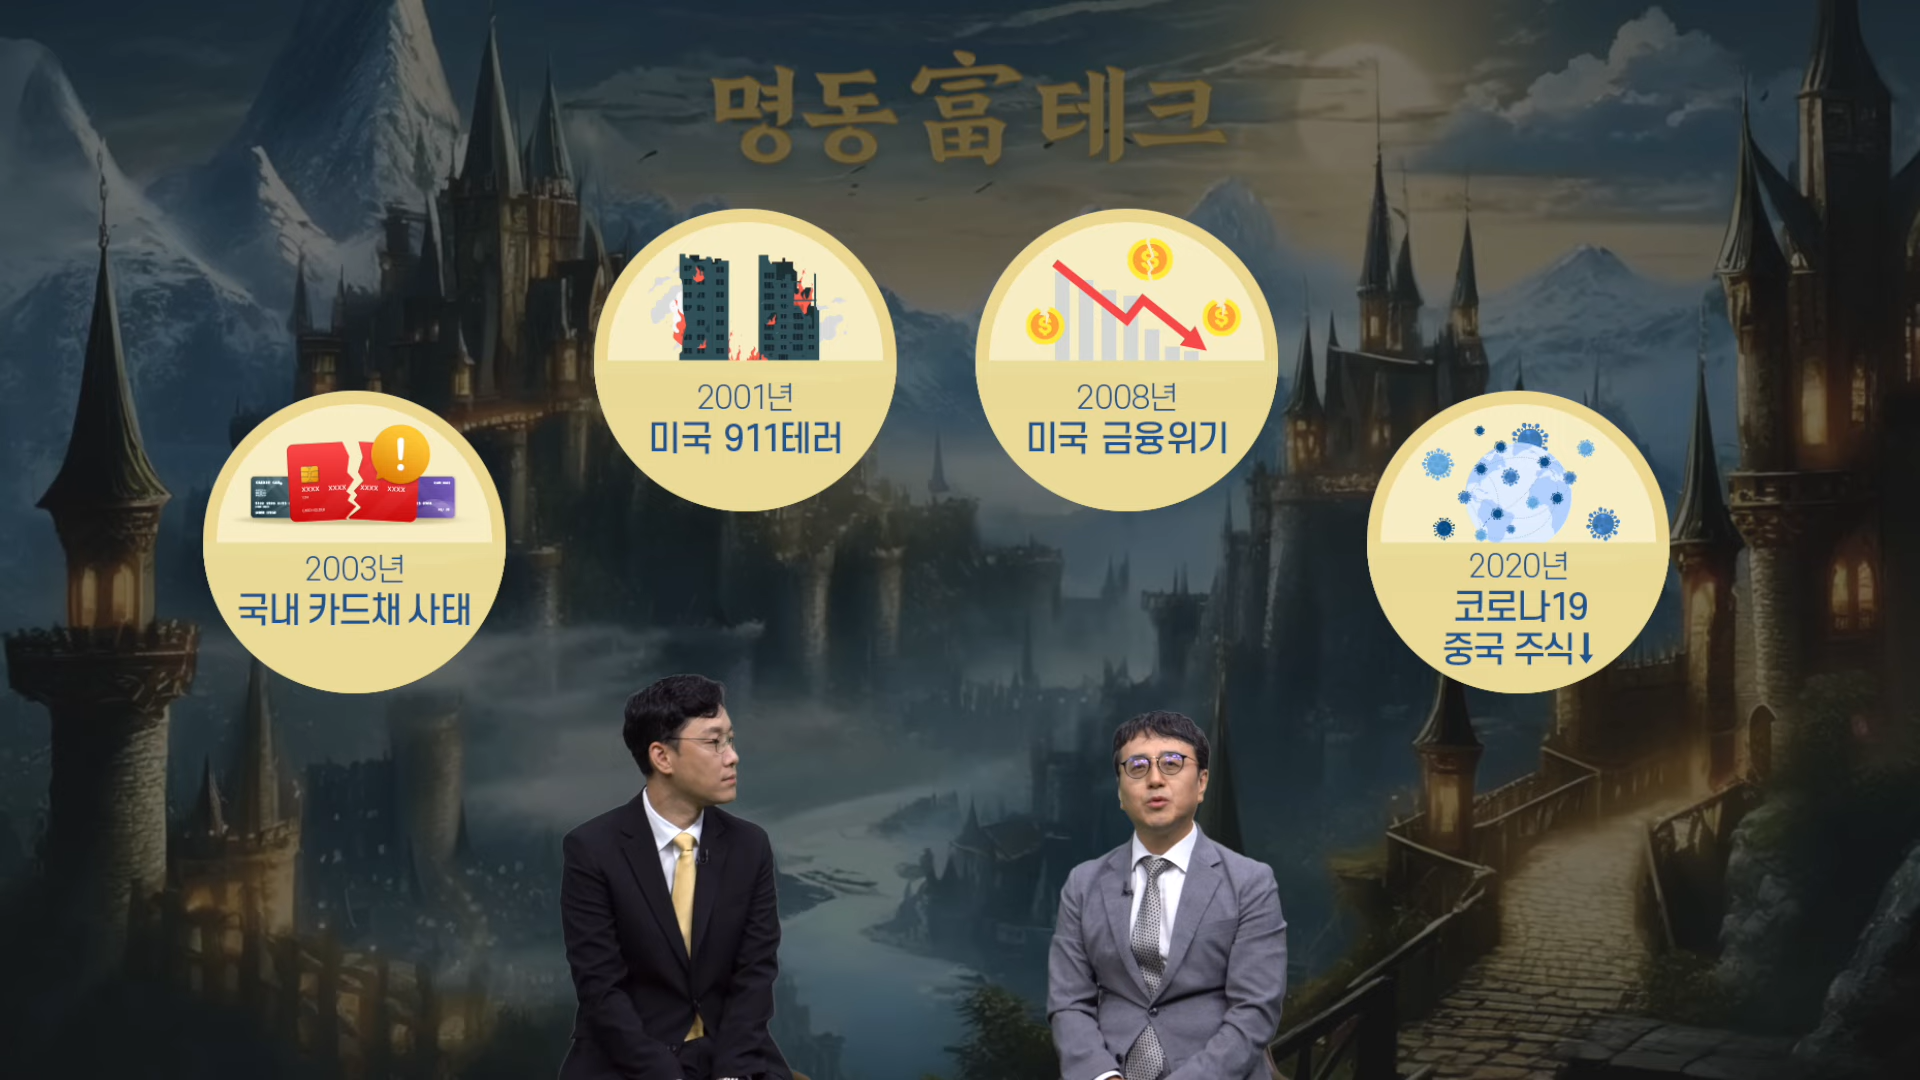 명동富테크
2003년
국내 카드채 사태
2001년
미국 911테러
2008년
미국 금융위기
2020년
코로나19
중국 주식↓